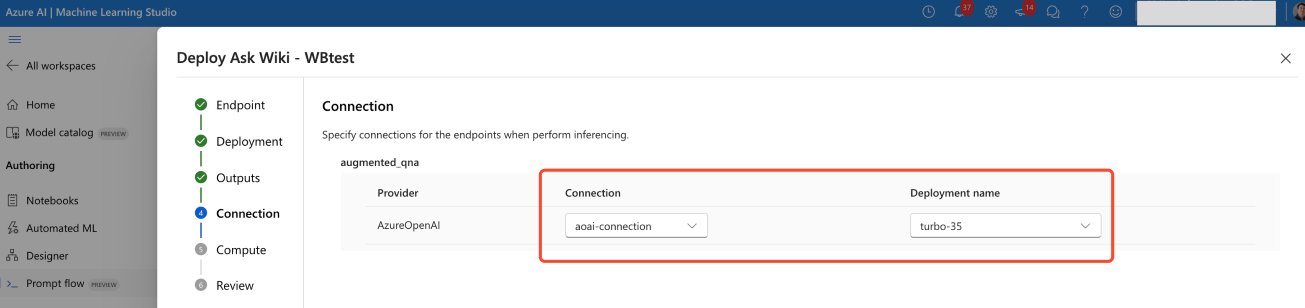 Azure AI | Machine Learning Studio
37
14
Deploy Ask Wiki - WBtest
All workspaces
Home
Model catalog PREVIEW
Authoring
Notebooks
Automated ML
Designer
Prompt flow PREVIEW
Endpoint
Deployment
Outputs
4 Connection
5 Compute
6 Review
Connection
Specify connections for the endpoints when perform inferencing.
augmented_qna
Provider Connection Deployment name
AzureOpenAI aoai-connection turbo-35